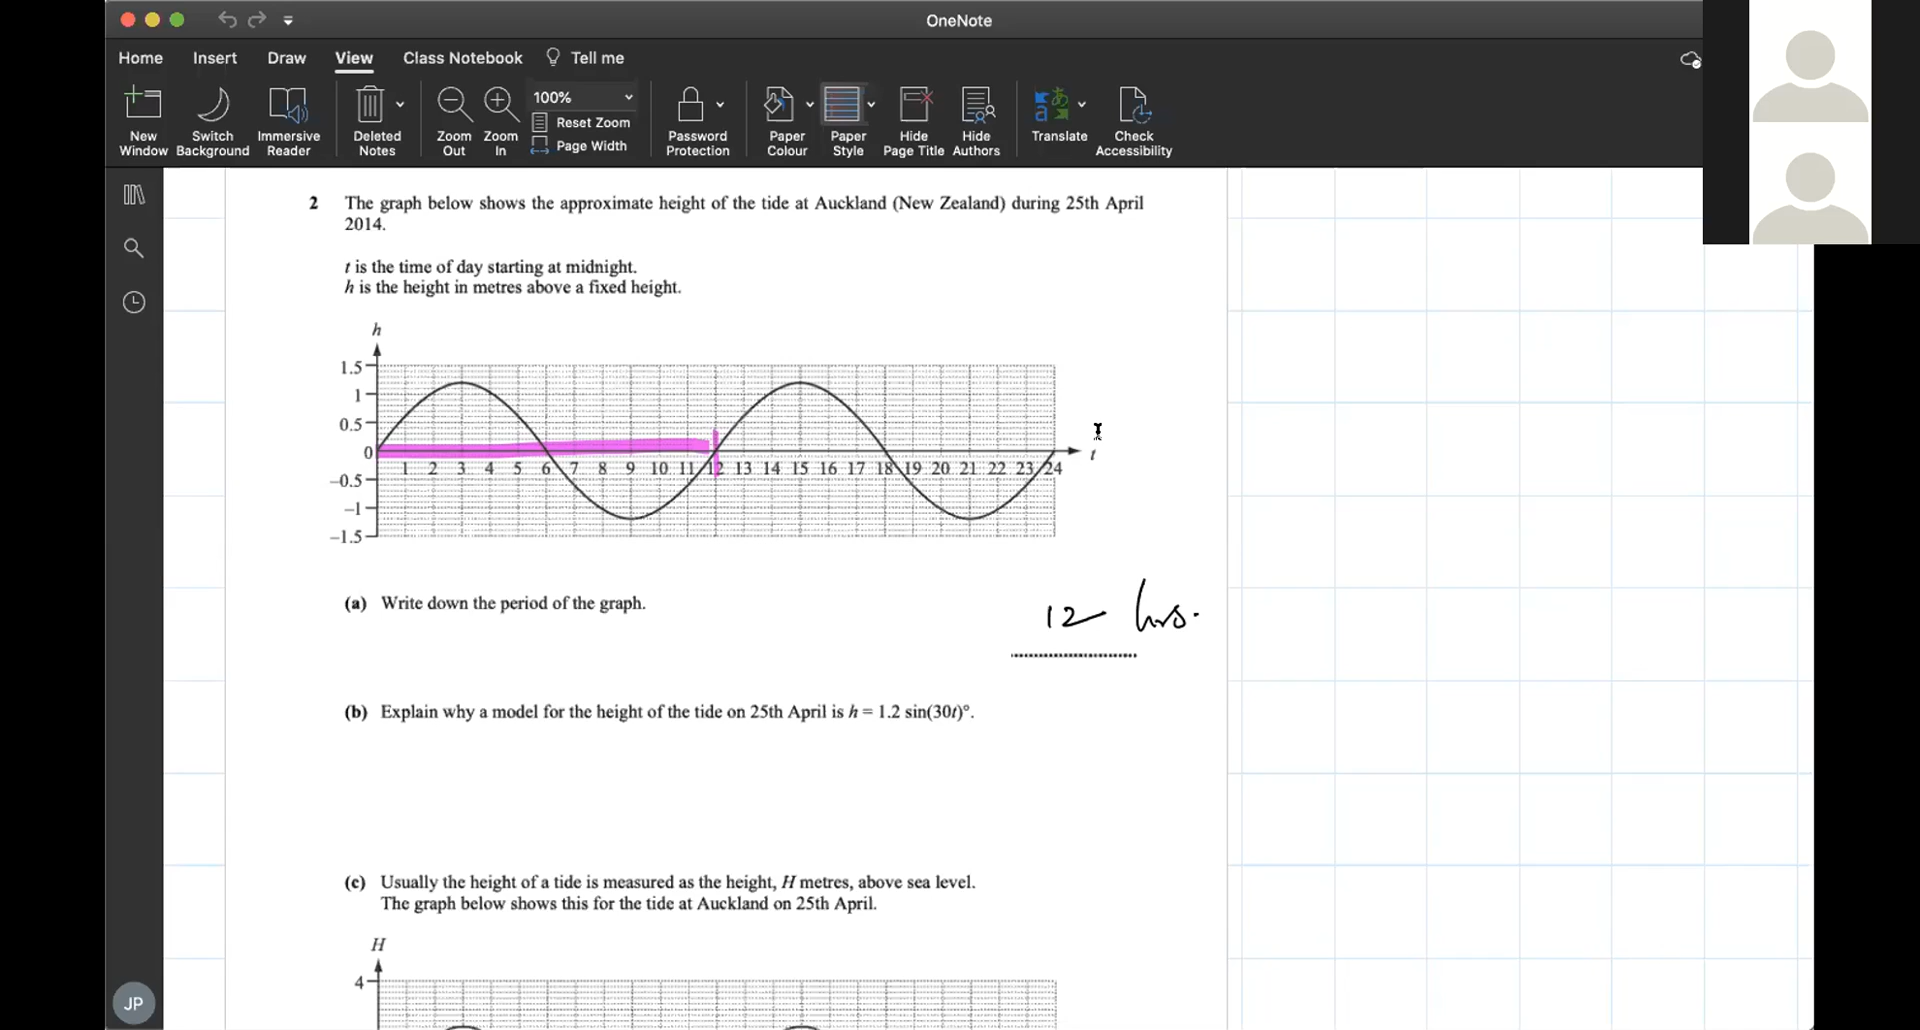 OneNote
Home Insert Draw View Class Notebook Tell me
100%
Reset Zoom
Page Width
New Window
Switch Background
Immersive Reader
Deleted Notes
Zoom Out
Zoom In
Password Protection
Paper Colour
Paper Style
Hide Page Title
Hide Authors
Translate
Check Accessibility
2 The graph below shows the approximate height of the tide at Auckland (New Zealand) during 25th April
2014.
t is the time of day starting at midnight.
h is the height in metres above a fixed height.
h
1.5
1
0.5
0
1 2 3 4 5 6 7 8 9 10 11 12 13 14 15 16 17 18 19 20 21 22 23 24
t
−0.5
−1
−1.5
(a) Write down the period of the graph.
12 hrs.
(b) Explain why a model for the height of the tide on 25th April is h = 1.2 sin(30t)°.
(c) Usually the height of a tide is measured as the height, H metres, above sea level.
The graph below shows this for the tide at Auckland on 25th April.
H
4
JP